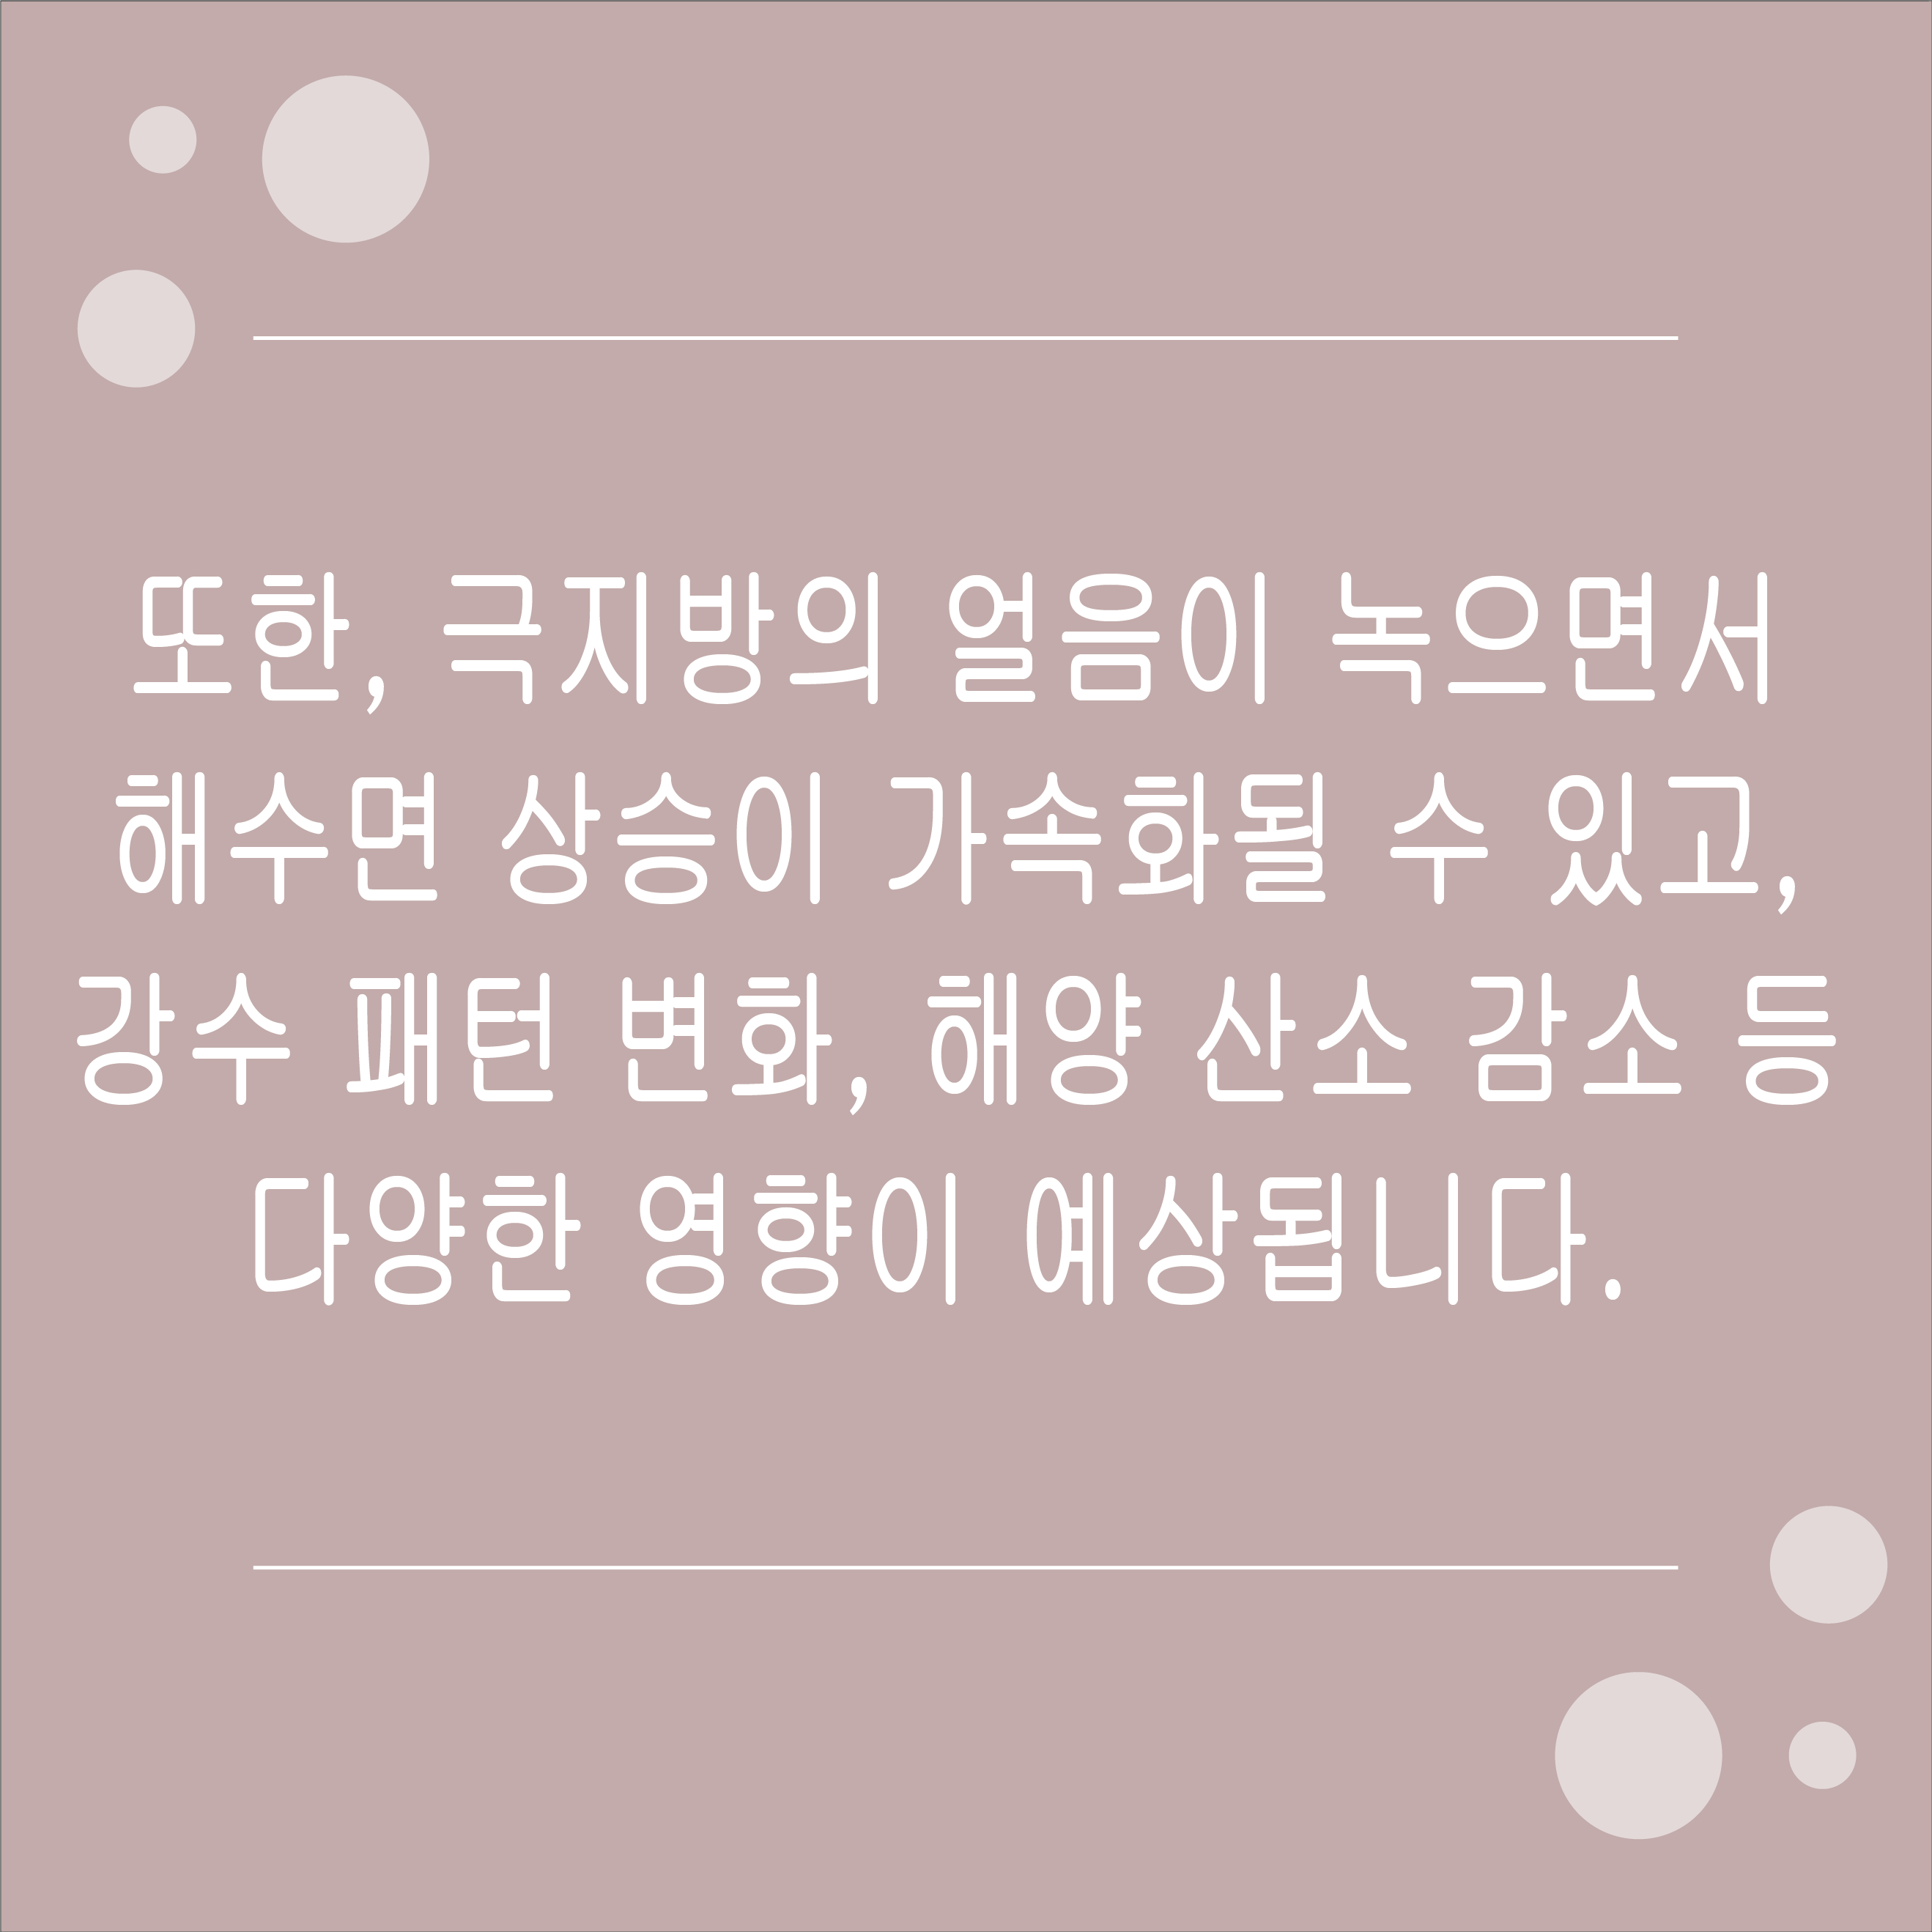 또한, 극지방의 얼음이 녹으면서
해수면 상승이 가속화될 수 있고,
강수 패턴 변화, 해양 산소 감소 등
다양한 영향이 예상됩니다.